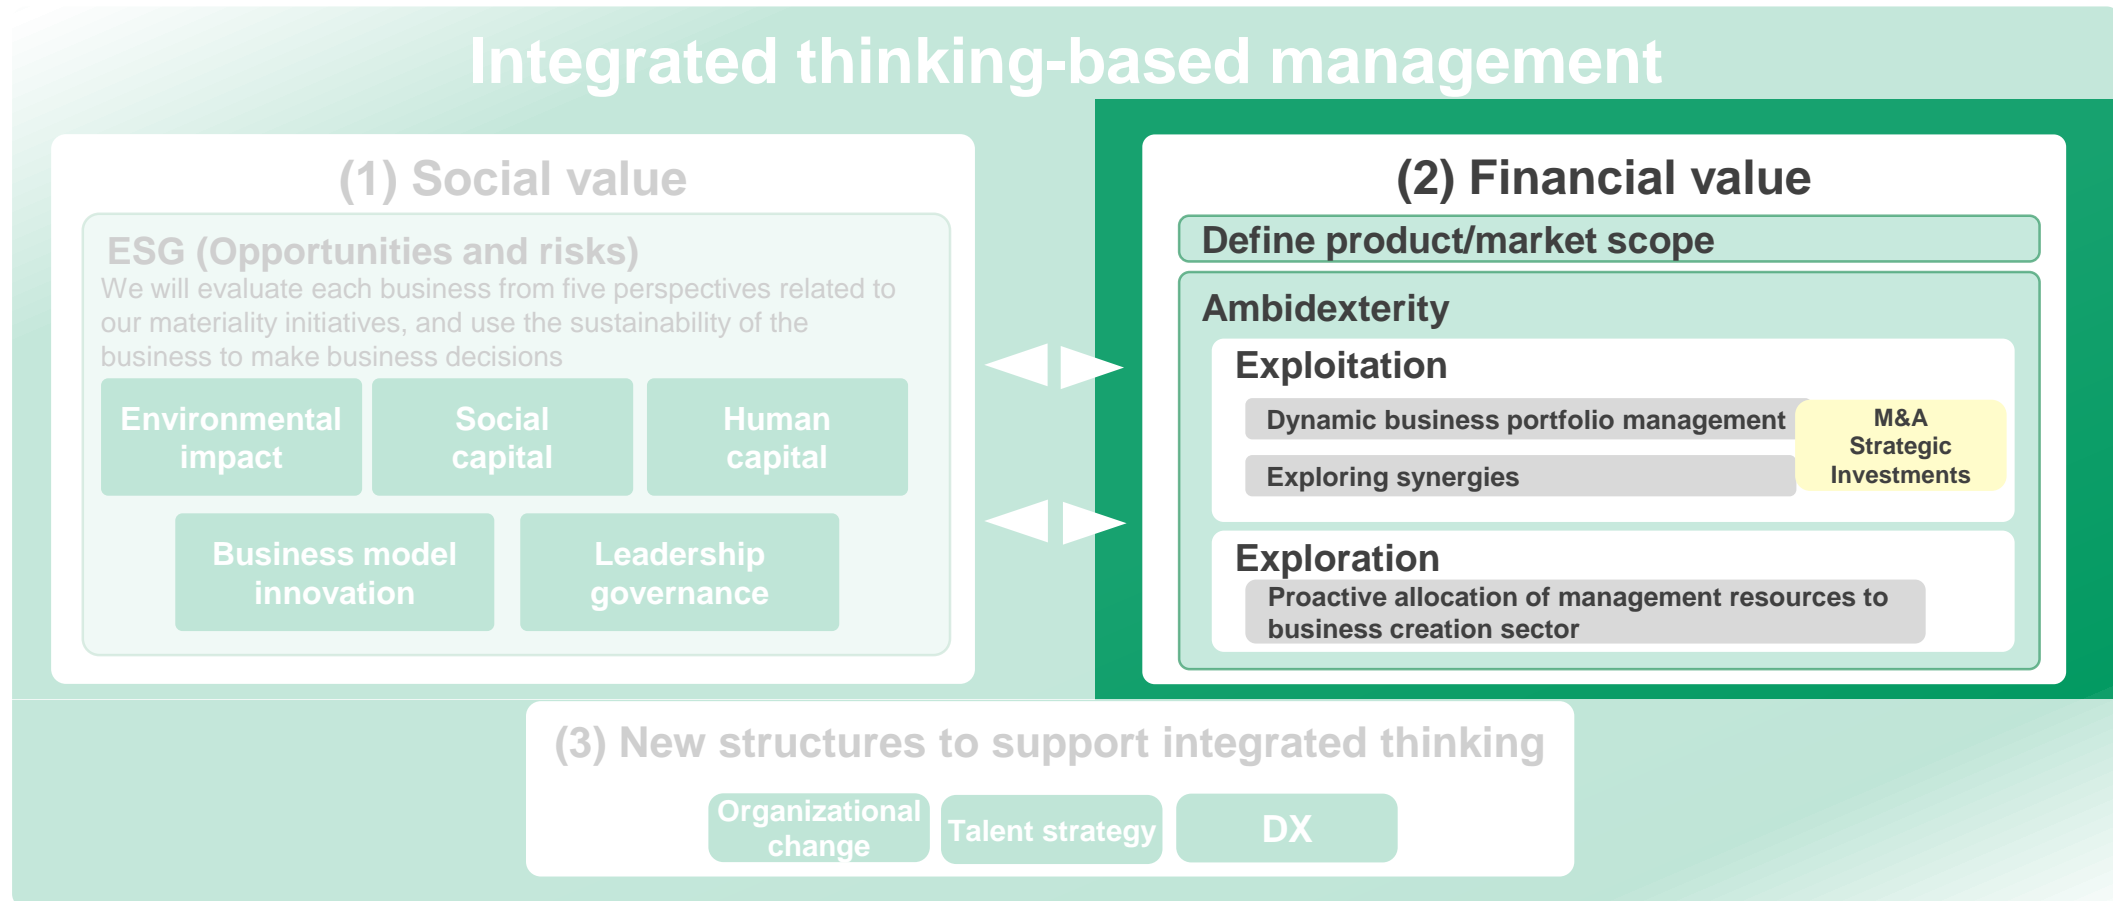 Integrated thinking-based management
(1) Social value
ESG (Opportunities and risks)
We will evaluate each business from five perspectives related to
our materiality initiatives, and use the sustainability of the
business to make business decisions
Environmental
impact
Social
capital
Human
capital
Business model
innovation
Leadership
governance
(2) Financial value
Define product/market scope
Ambidexterity
Exploitation
Dynamic business portfolio management
Exploring synergies
M&A
Strategic
Investments
Exploration
Proactive allocation of management resources to
business creation sector
(3) New structures to support integrated thinking
Organizational
change
Talent strategy
DX